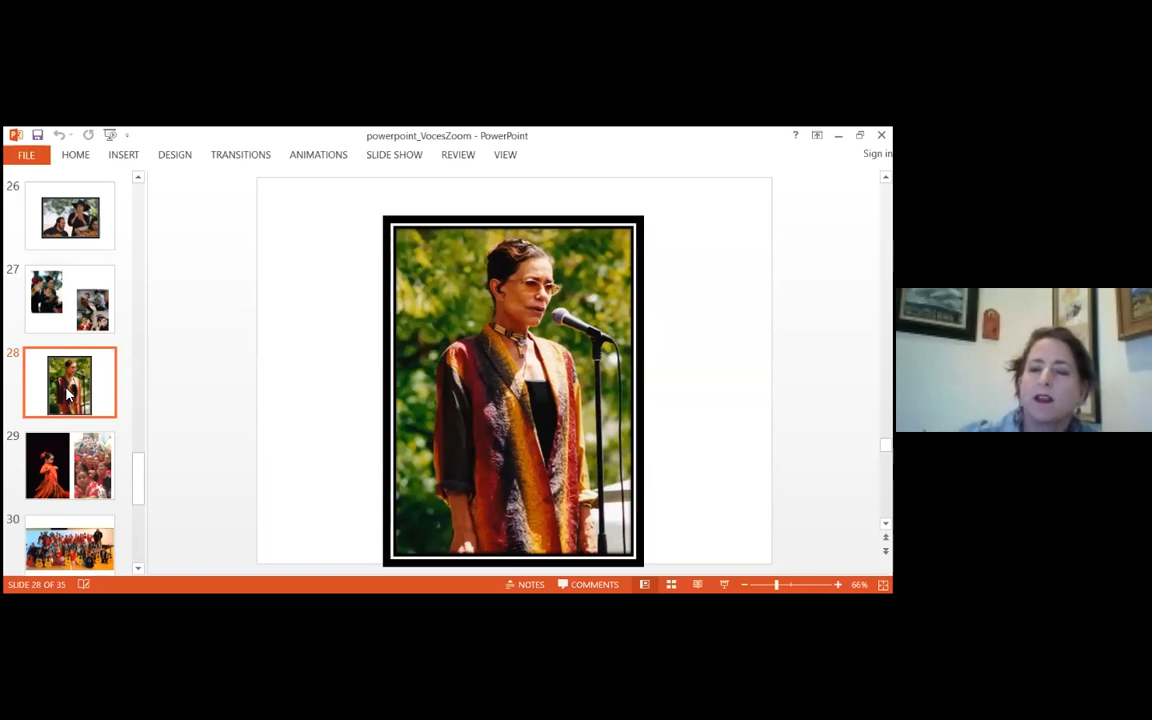 powerpoint_VocesZoom - PowerPoint
?
FILE HOME INSERT DESIGN TRANSITIONS ANIMATIONS SLIDE SHOW REVIEW VIEW
Sign in
26
27
28
29
30
SLIDE 28 OF 35
NOTES COMMENTS 66%